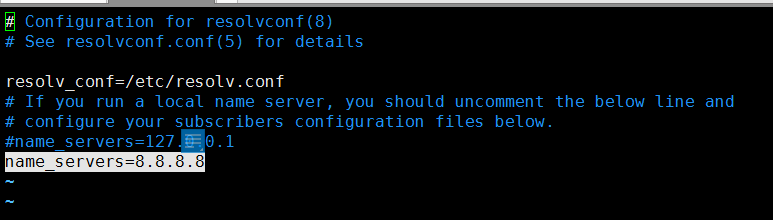 # Configuration for resolvconf(8)
# See resolvconf.conf(5) for details
resolv_conf=/etc/resolv.conf
# If you run a local name server, you should uncomment the below line and
# configure your subscribers configuration files below.
#name_servers=127. 0.1
name_servers=8.8.8.8
~
~